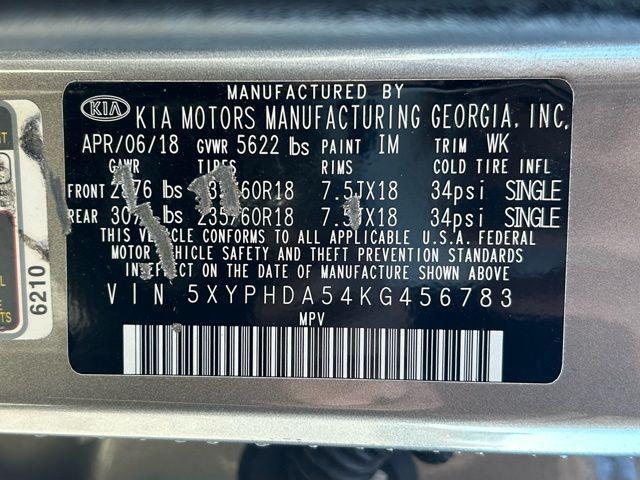 MANUFACTURED BY
KIA KIA MOTORS MANUFACTURING GEORGIA, INC.
APR/06/18 GVWR 5622 lbs PAINT IM TRIM WK
GAWR TIRES RIMS COLD TIRE INFL
FRONT lbs 7.5JX18 34psi SINGLE
REAR lbs 235/60R18 34psi SINGLE
THIS VEHICLE CONFORMS TO ALL APPLICABLE U.S.A. FEDERAL
MOTOR VEHICLE SAFETY AND THEFT PREVENTION STANDARDS
IN EFFECT ON THE DATE OF MANUFACTURE SHOWN ABOVE
VIN 5XYPHDA54KG456783
MPV
6210